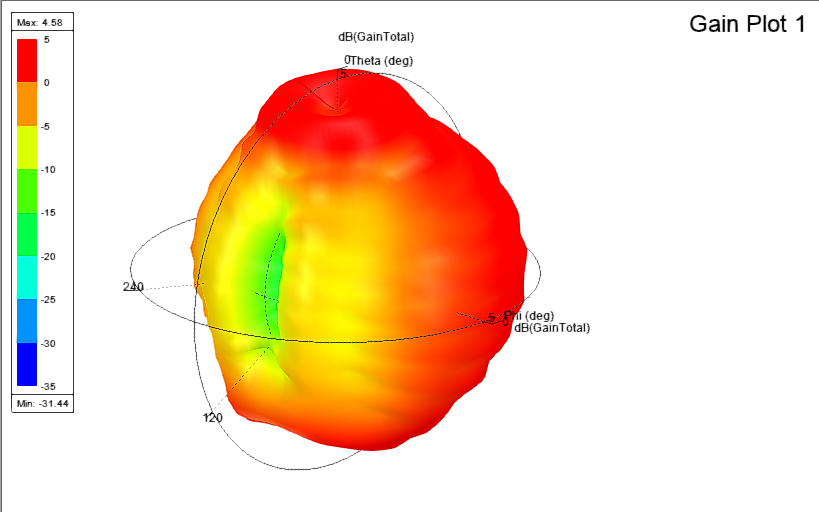 Gain Plot 1
Max: 4.58
5
0
-5
-10
-15
-20
-25
-30
-35
Min: -31.44
dB(GainTotal)
0Theta (deg)
5
240
120
-5
Phi (deg)
0
dB(GainTotal)